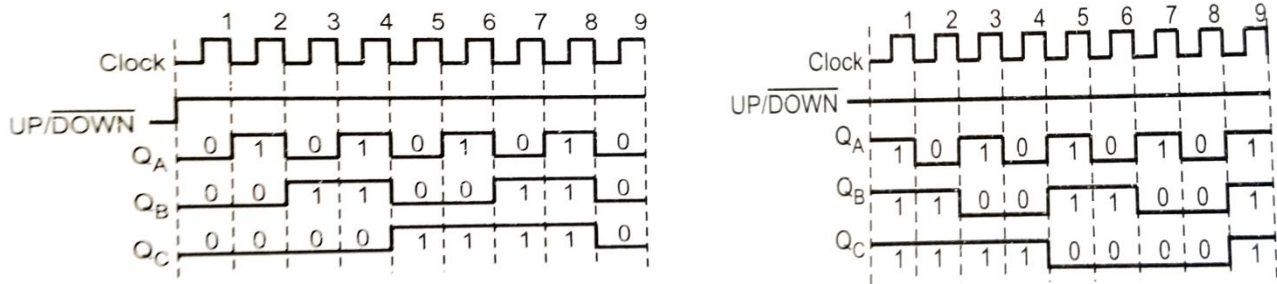 1 2 3 4 5 6 7 8 9
Clock
UP/DOWN
QA 0 1 0 1 0 1 0 1 0
QB 0 0 1 1 0 0 1 1 0
QC 0 0 0 0 1 1 1 1 0
1 2 3 4 5 6 7 8 9
Clock
UP/DOWN
QA 1 0 1 0 1 0 1 0 1
QB 1 1 0 0 1 1 0 0 1
QC 1 1 1 1 0 0 0 0 1